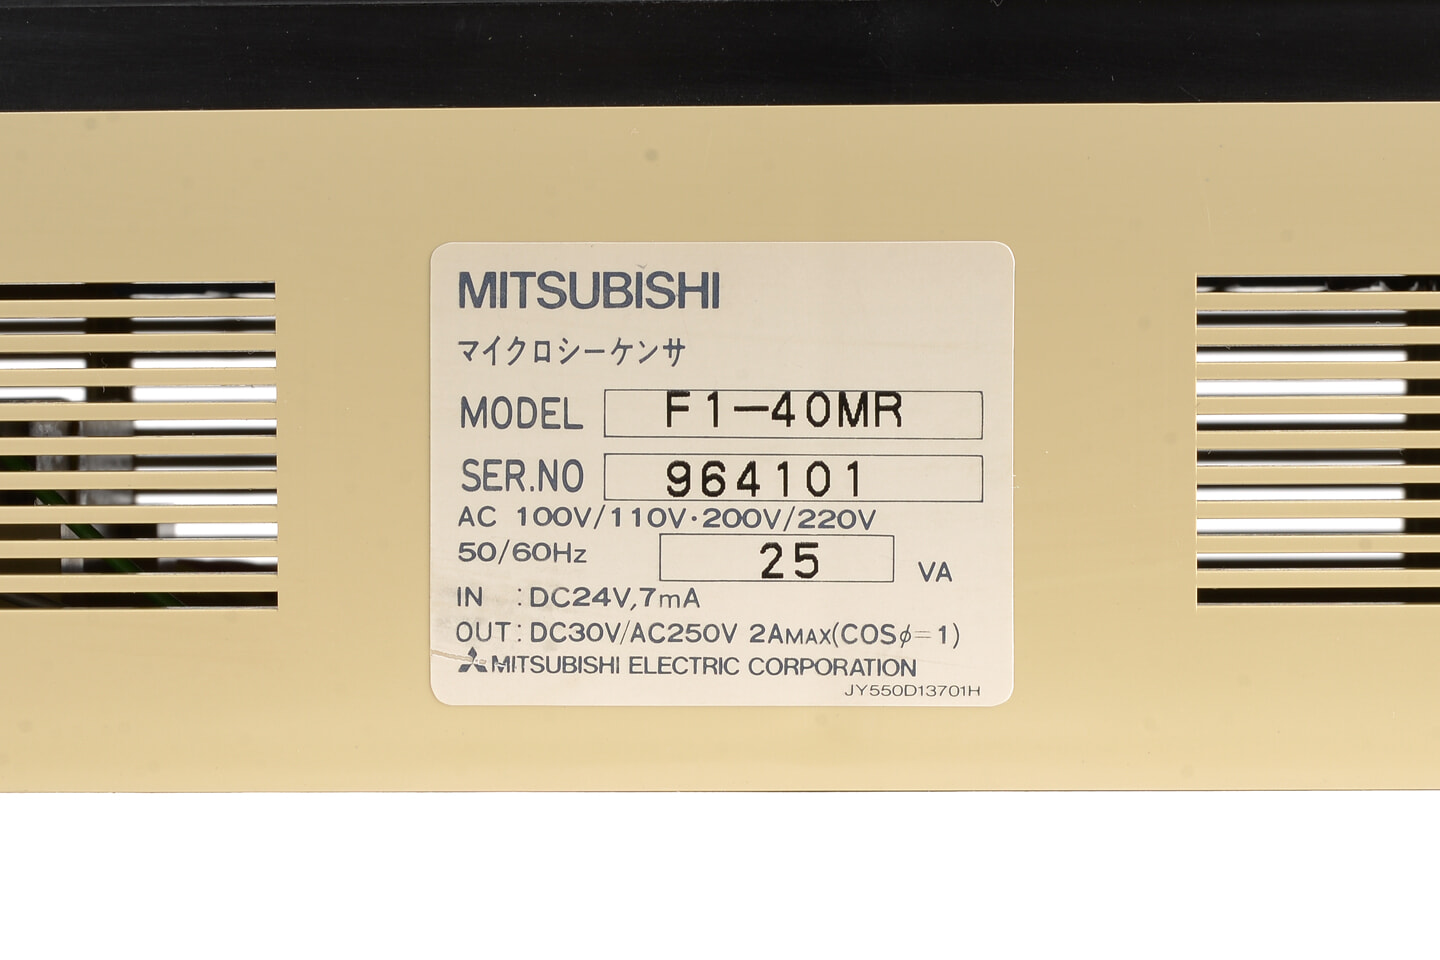 MITSUBISHI
マイクロシーケンサ
MODEL F1-40MR
SER.NO 964101
AC 100V/110V·200V/220V
50/60Hz 25 VA
IN : DC24V,7mA
OUT : DC30V/AC250V 2AMAX(COSφ=1)
MITSUBISHI ELECTRIC CORPORATION
JY550D13701H